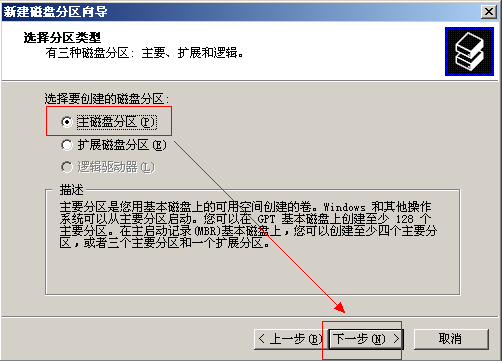 新建磁盘分区向导
选择分区类型
有三种磁盘分区: 主要、扩展和逻辑。
选择要创建的磁盘分区:
主磁盘分区(P)
扩展磁盘分区(E)
逻辑驱动器(L)
描述
主要分区是您用基本磁盘上的可用空间创建的卷。Windows 和其他操作
系统可以从主要分区启动。您可以在 GPT 基本磁盘上创建至少 128 个
主要分区。在主启动记录(MBR)基本磁盘上，您可以创建至少四个主要分
区，或者三个主要分区和一个扩展分区。
< 上一步(B) 下一步(N) > 取消